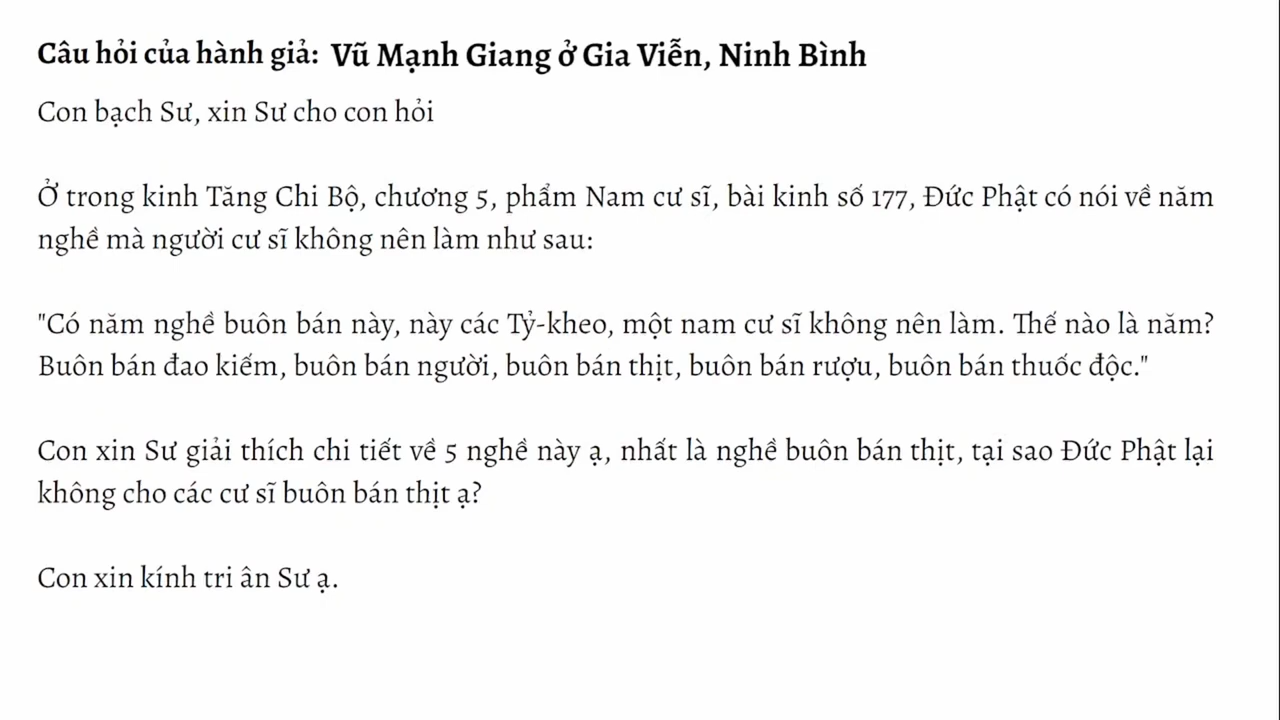 Câu hỏi của hành giả: Vũ Mạnh Giang ở Gia Viễn, Ninh Bình
Con bạch Sư, xin Sư cho con hỏi
Ở trong kinh Tăng Chi Bộ, chương 5, phẩm Nam cư sĩ, bài kinh số 177, Đức Phật có nói về năm
nghề mà người cư sĩ không nên làm như sau:
"Có năm nghề buôn bán này, này các Tỷ-kheo, một nam cư sĩ không nên làm. Thế nào là năm?
Buôn bán đao kiếm, buôn bán người, buôn bán thịt, buôn bán rượu, buôn bán thuốc độc."
Con xin Sư giải thích chi tiết về 5 nghề này ạ, nhất là nghề buôn bán thịt, tại sao Đức Phật lại
không cho các cư sĩ buôn bán thịt ạ?
Con xin kính tri ân Sư ạ.